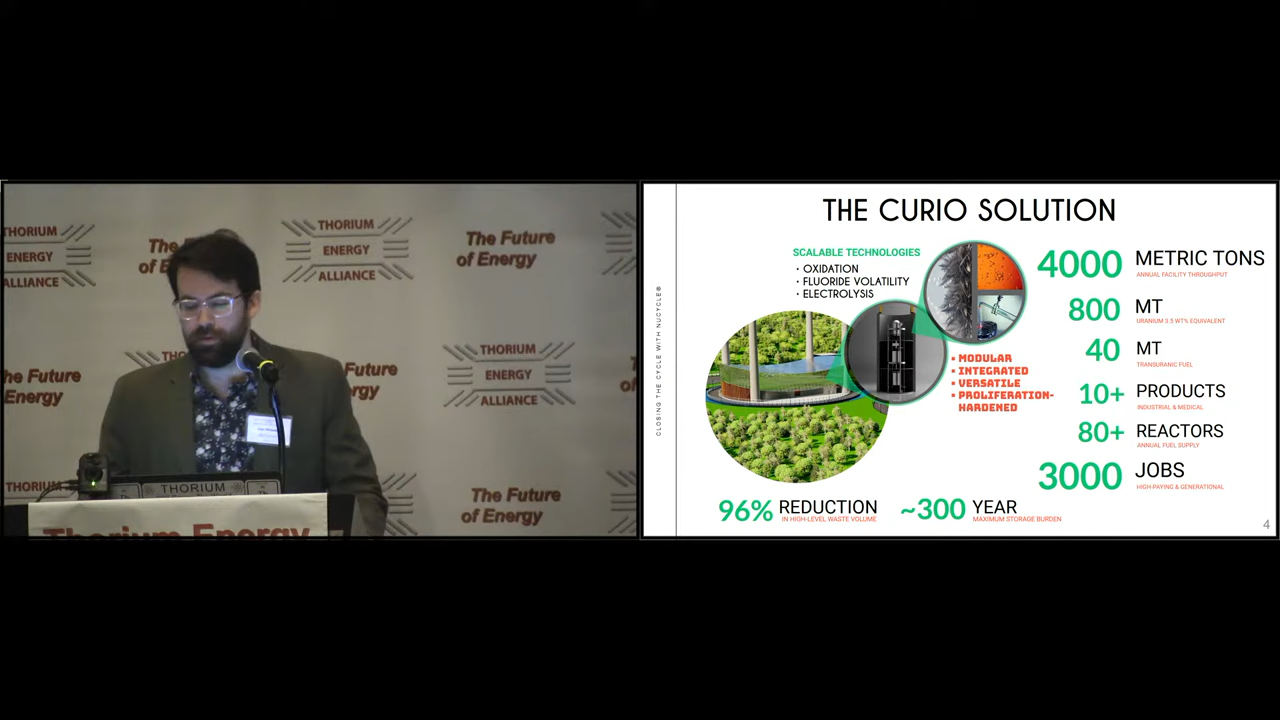 THORIUM
ENERGY
ALLIANCE
The
of E
THORIUM
ENERGY
ALLIANCE
The Future
of Energy
Future
nergy
THORIUM
Future
Energy
THORIUM
ENERGY
ALLIANCE
THORIUM
THORIUM
The Future
of Energy
Thorium Energy
CLOSING THE CYCLE WITH NUCYCLE®
THE CURIO SOLUTION
SCALABLE TECHNOLOGIES
· OXIDATION
· FLUORIDE VOLATILITY
· ELECTROLYSIS
▪ MODULAR
▪ INTEGRATED
▪ VERSATILE
▪ PROLIFERATION-
HARDENED
4000 METRIC TONS
ANNUAL FACILITY THROUGHPUT
800 MT
URANIUM 3.5 WT% EQUIVALENT
40 MT
TRANSURANIC FUEL
10+ PRODUCTS
INDUSTRIAL & MEDICAL
80+ REACTORS
ANNUAL FUEL SUPPLY
3000 JOBS
HIGH-PAYING & GENERATIONAL
96% REDUCTION
IN HIGH-LEVEL WASTE VOLUME
~300 YEAR
MAXIMUM STORAGE BURDEN
4